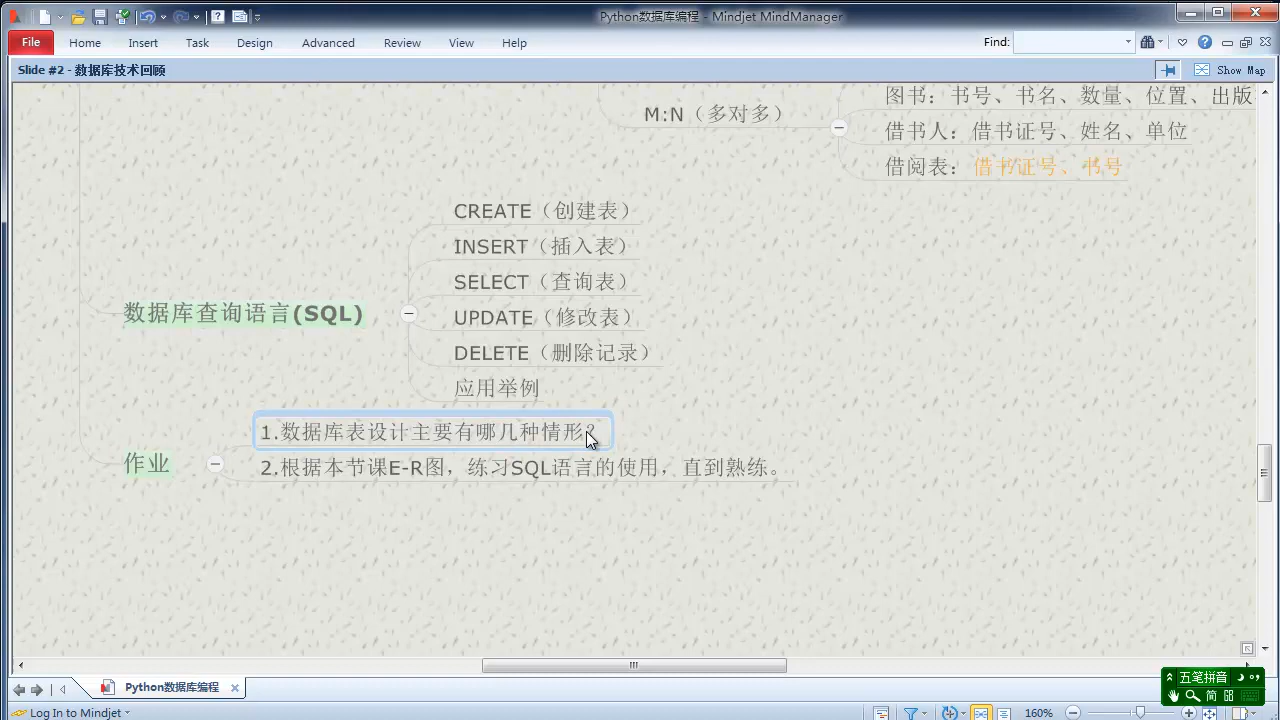 Python数据库编程 - Mindjet MindManager
File Home Insert Task Design Advanced Review View Help Find:
Slide #2 - 数据库技术回顾 Show Map
图书：书号、书名、数量、位置、出版
M:N（多对多）
借书人：借书证号、姓名、单位
借阅表：借书证号、书号
CREATE（创建表）
INSERT（插入表）
SELECT（查询表）
数据库查询语言(SQL)
UPDATE（修改表）
DELETE（删除记录）
应用举例
1.数据库表设计主要有哪几种情形？
作业
2.根据本节课E-R图，练习SQL语言的使用，直到熟练。
Python数据库编程
五笔拼音
简
Log In to Mindjet 160%